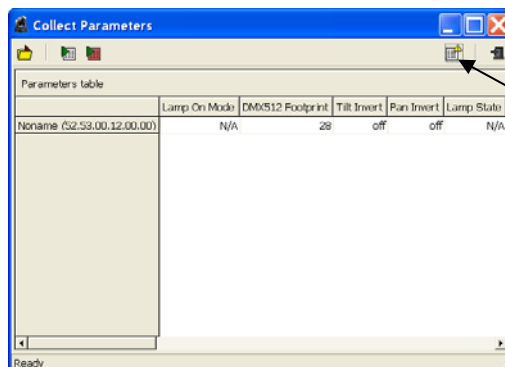 Collect Parameters
Parameters table
Lamp On Mode DMX512 Footprint Tilt Invert Pan Invert Lamp State
Noname (52.53.00.12.00.00) N/A 28 off off N/A
Ready